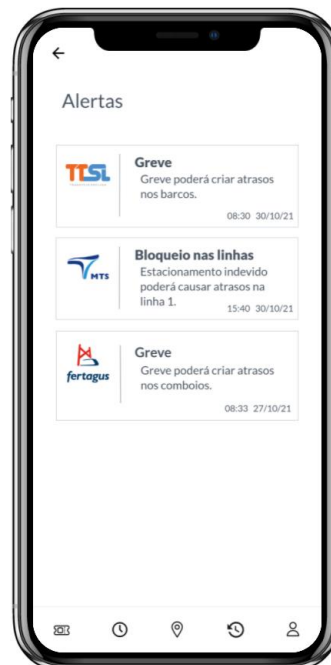 Alertas
TTSL
Greve
Greve poderá criar atrasos
nos barcos.
08:30 30/10/21
MTS
Bloqueio nas linhas
Estacionamento indevido
poderá causar atrasos na
linha 1.
15:40 30/10/21
fertagus
Greve
Greve poderá criar atrasos
nos comboios.
08:33 27/10/21